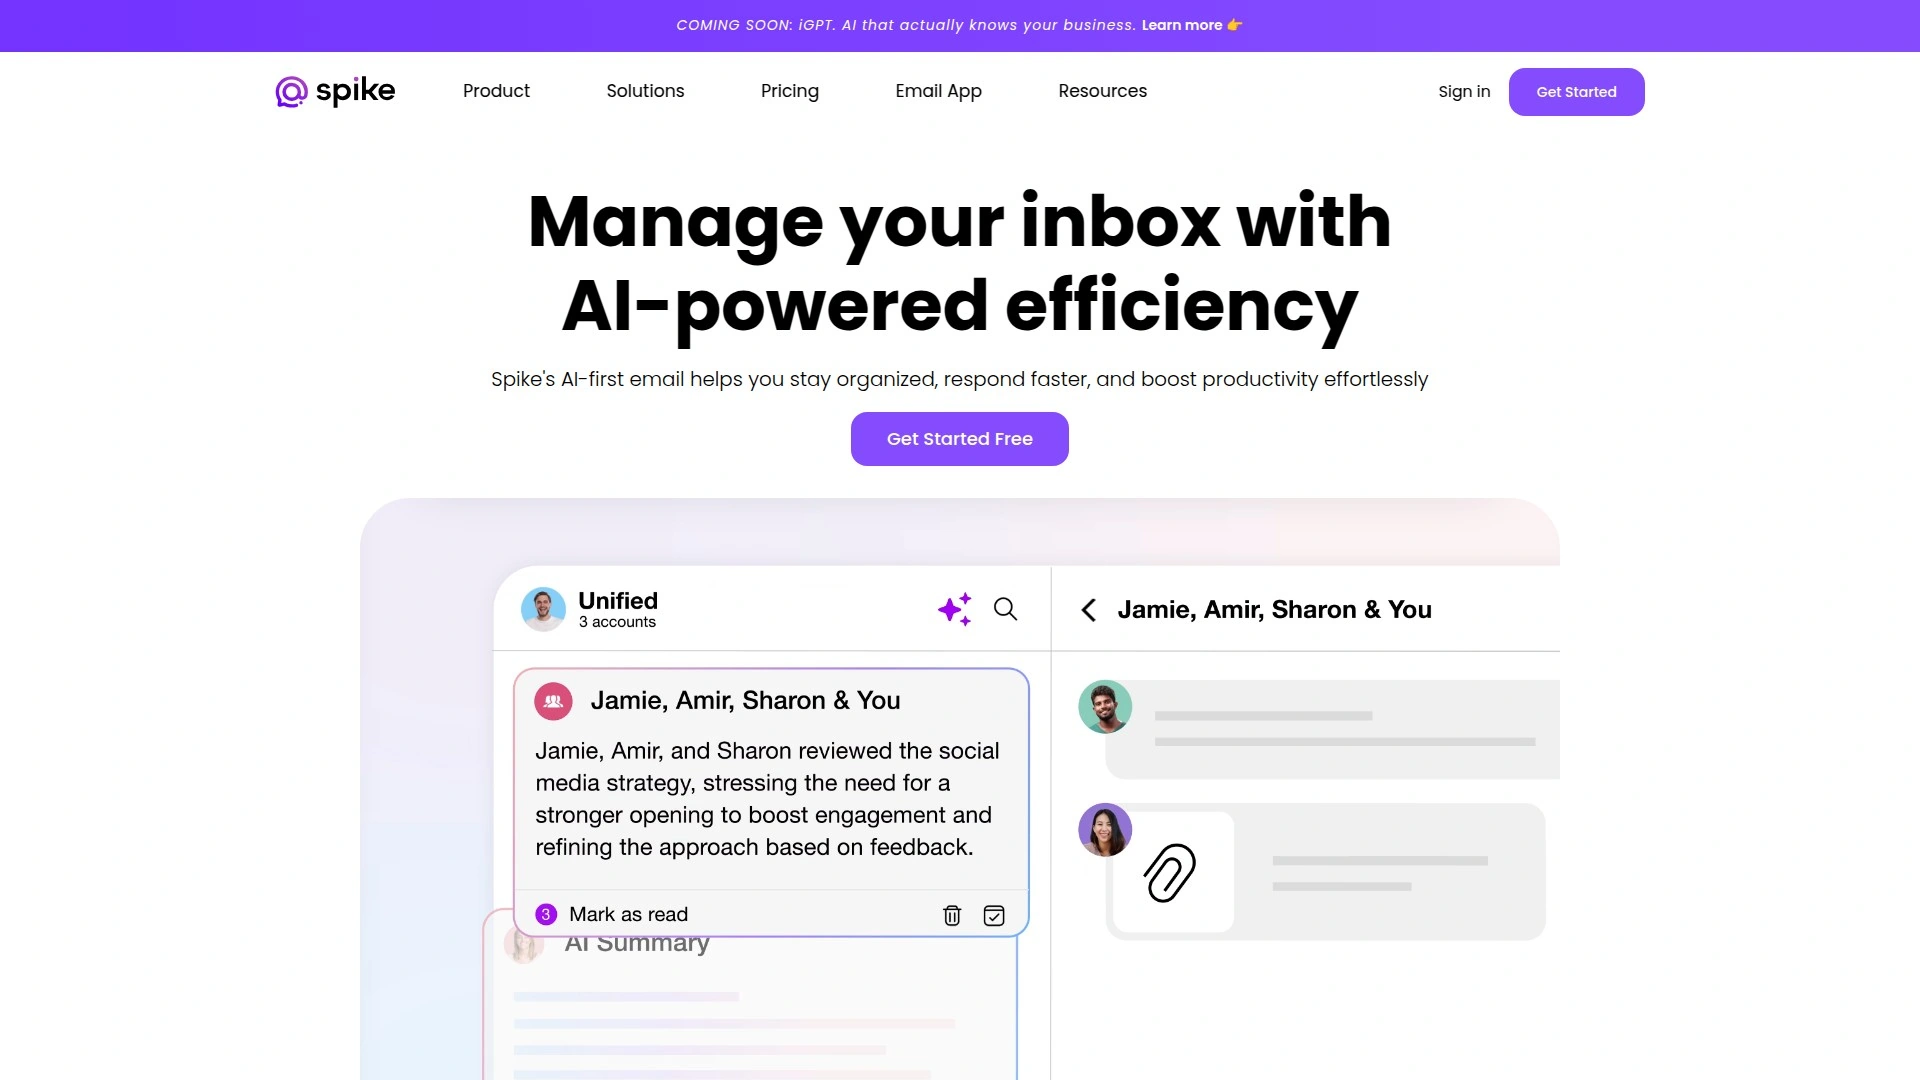 COMING SOON: iGPT. AI that actually knows your business. Learn more 👉
spike
Product
Solutions
Pricing
Email App
Resources
Sign in
Get Started
Manage your inbox with
AI-powered efficiency
Spike's AI-first email helps you stay organized, respond faster, and boost productivity effortlessly
Get Started Free
Unified
3 accounts
Jamie, Amir, Sharon & You
Jamie, Amir, and Sharon reviewed the social
media strategy, stressing the need for a
stronger opening to boost engagement and
refining the approach based on feedback.
3 Mark as read
AI Summary
Jamie, Amir, Sharon & You